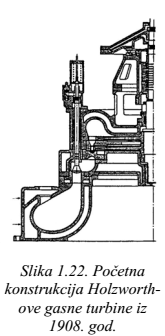 Slika 1.22. Početna
konstrukcija Holzworth-
ove gasne turbine iz
1908. god.